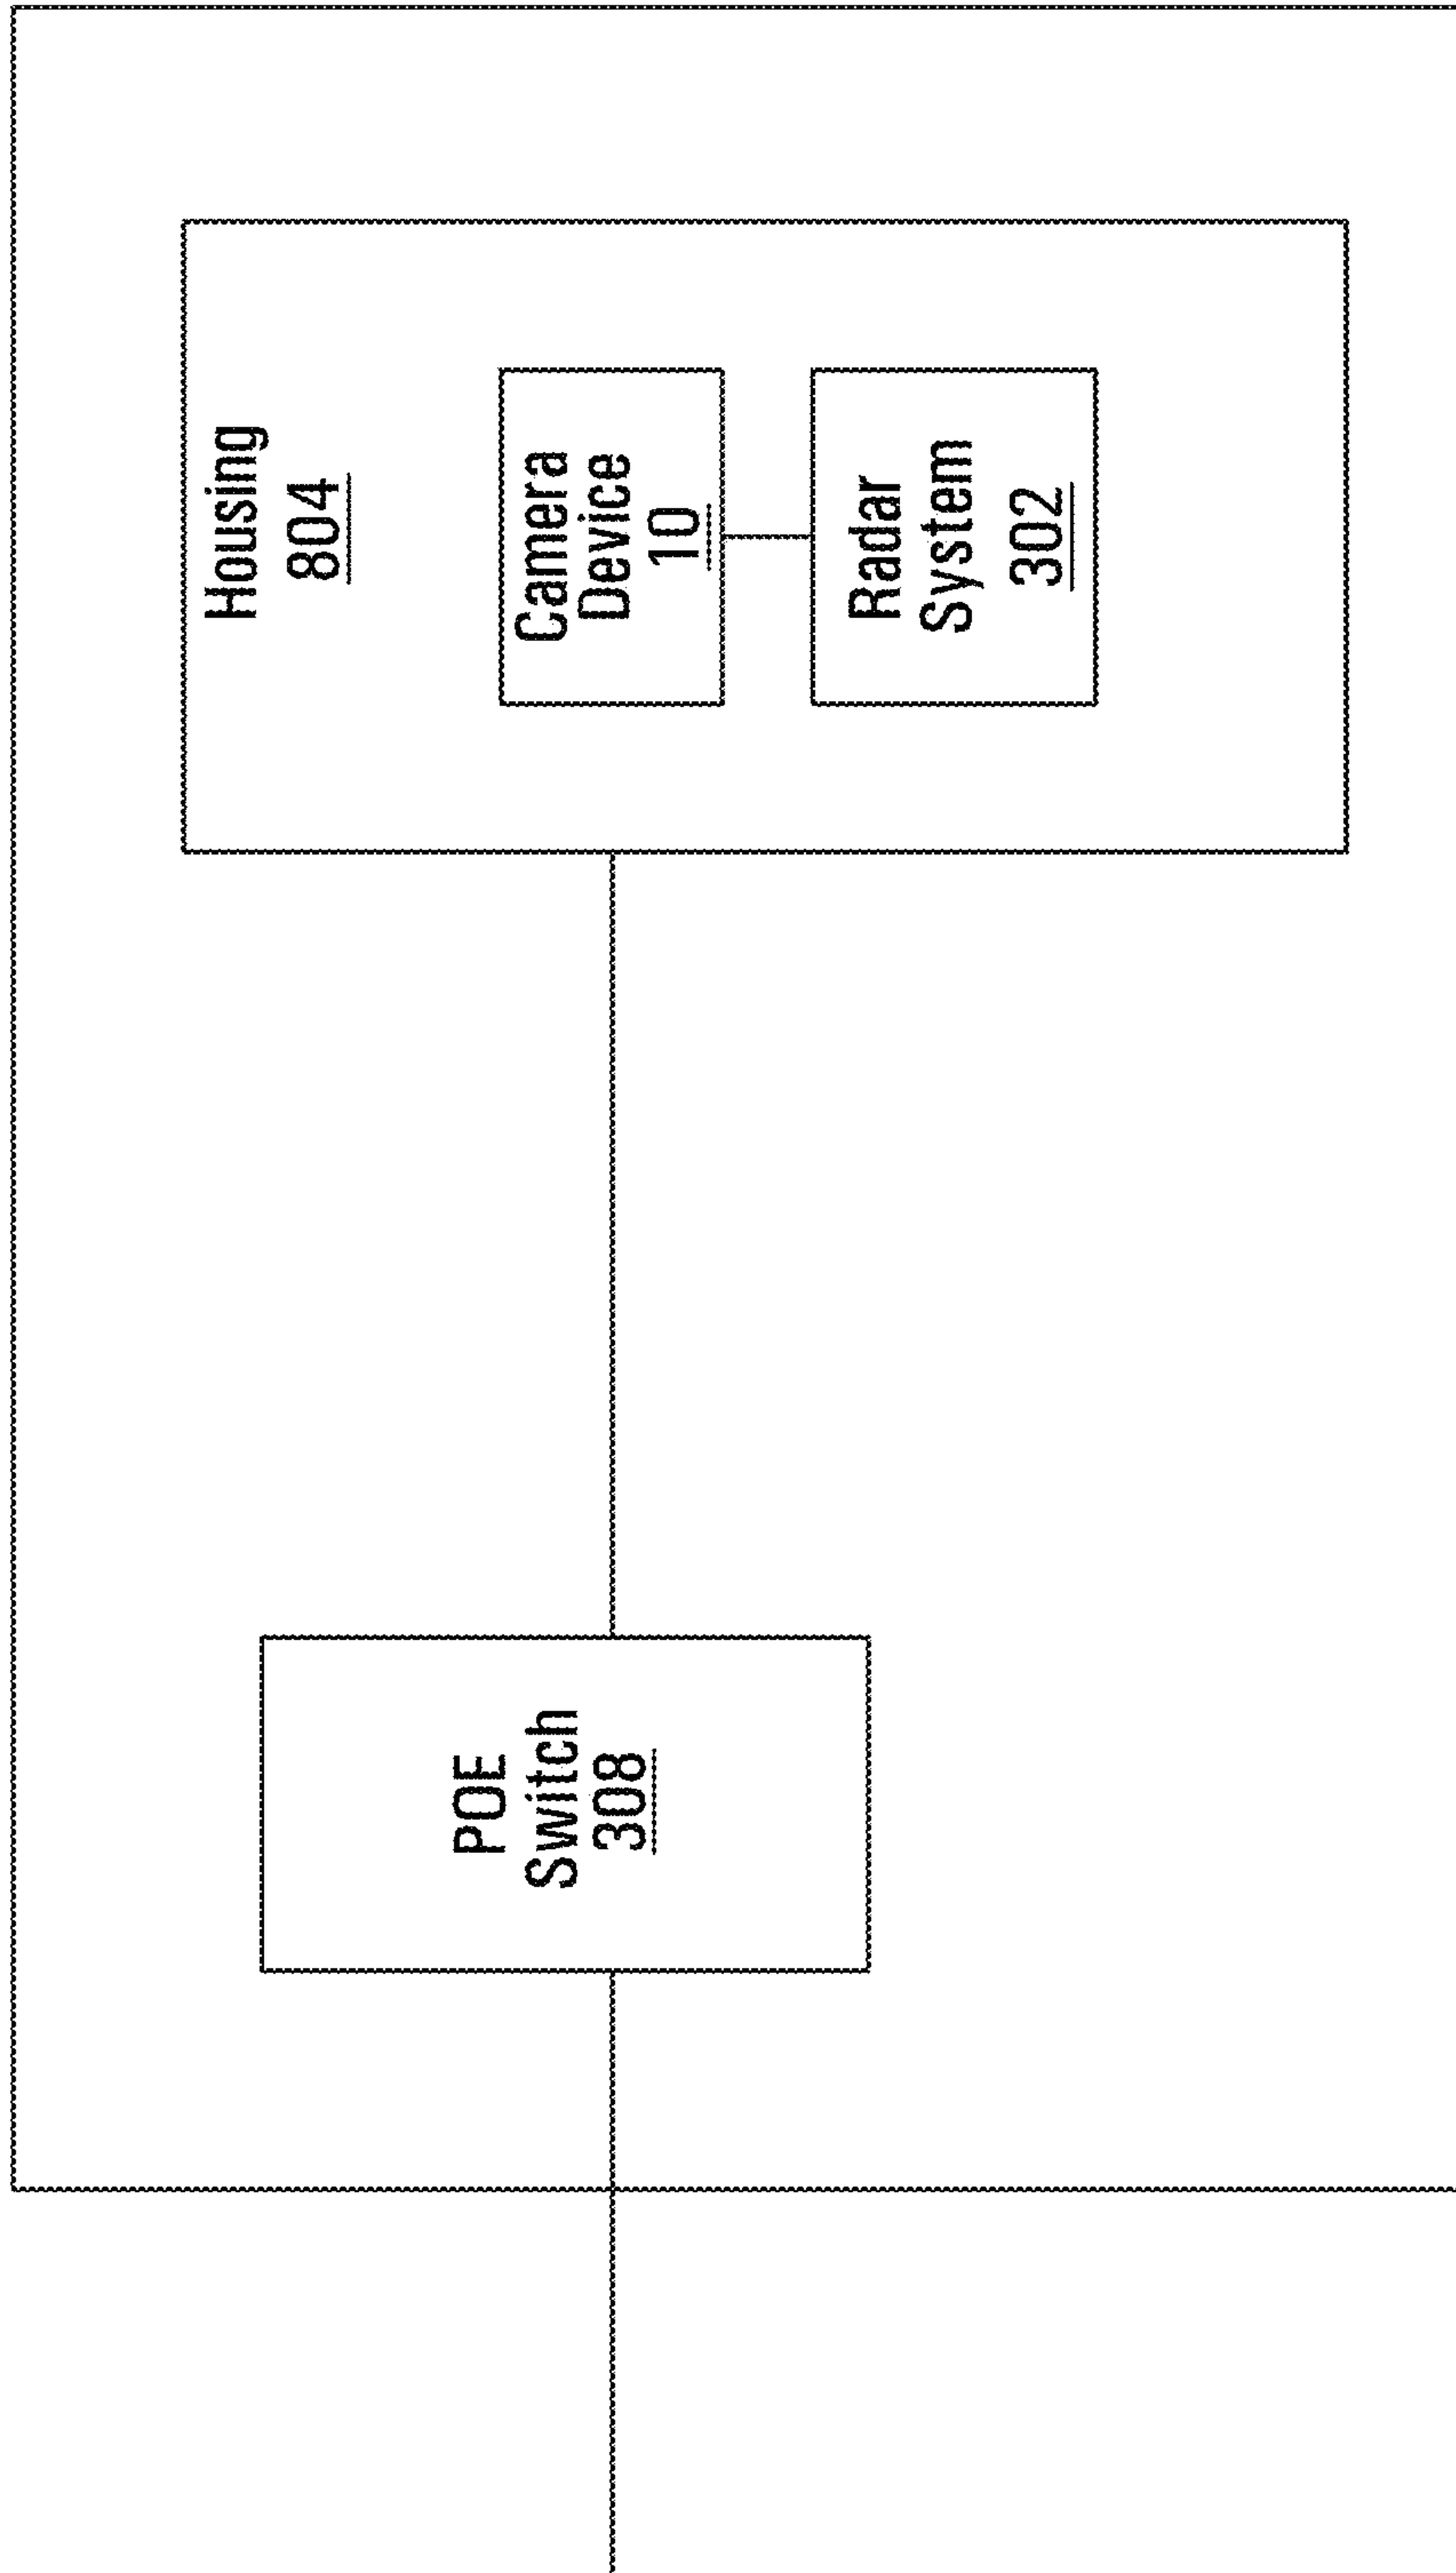 POE
Switch
308
Housing
804
Camera
Device
10
Radar
System
302